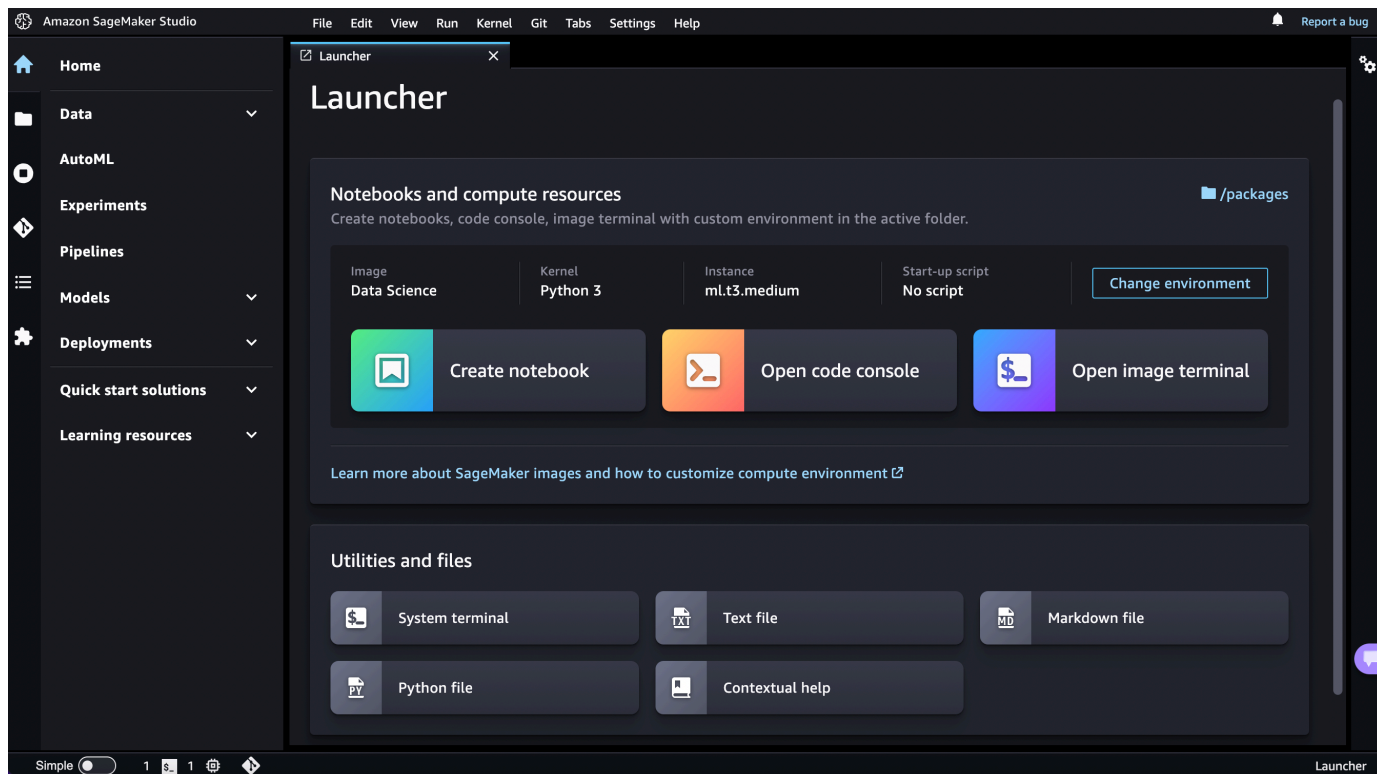 Amazon SageMaker Studio
File Edit View Run Kernel Git Tabs Settings Help
Report a bug
Home
Data
AutoML
Experiments
Pipelines
Models
Deployments
Quick start solutions
Learning resources
Launcher
Launcher
Notebooks and compute resources
/packages
Create notebooks, code console, image terminal with custom environment in the active folder.
Image
Data Science
Kernel
Python 3
Instance
ml.t3.medium
Start-up script
No script
Change environment
Create notebook
$_
Open code console
Open image terminal
Learn more about SageMaker images and how to customize compute environment
Utilities and files
$_
System terminal
TXT
Text file
MD
Markdown file
PY
Python file
Contextual help
Simple
1 $_ 1
Launcher